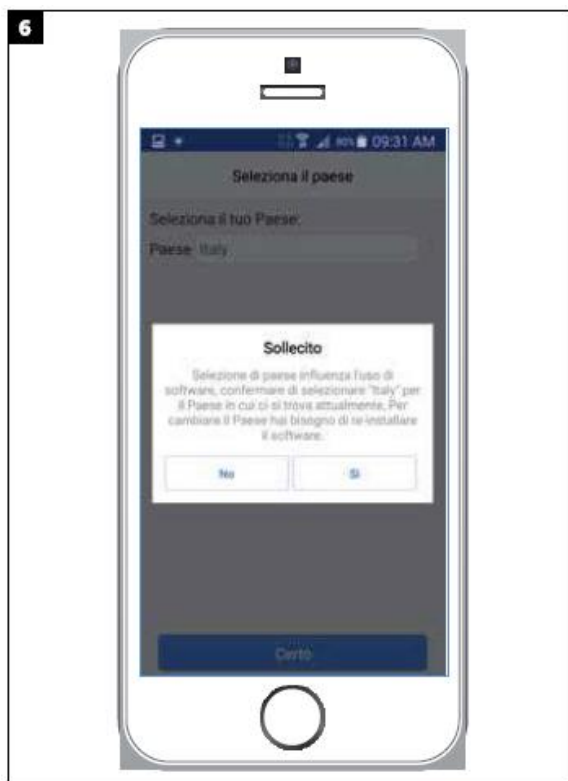 6
80% 09:31 AM
Seleziona il paese
Seleziona il tuo Paese:
Paese Italy
Sollecito
Selezione di paese influenza l'uso di
software, confermare di selezionare "Italy" per
il Paese in cui ci si trova attualmente. Per
cambiare il Paese hai bisogno di re-installare
il software.
No
Sì
Certo